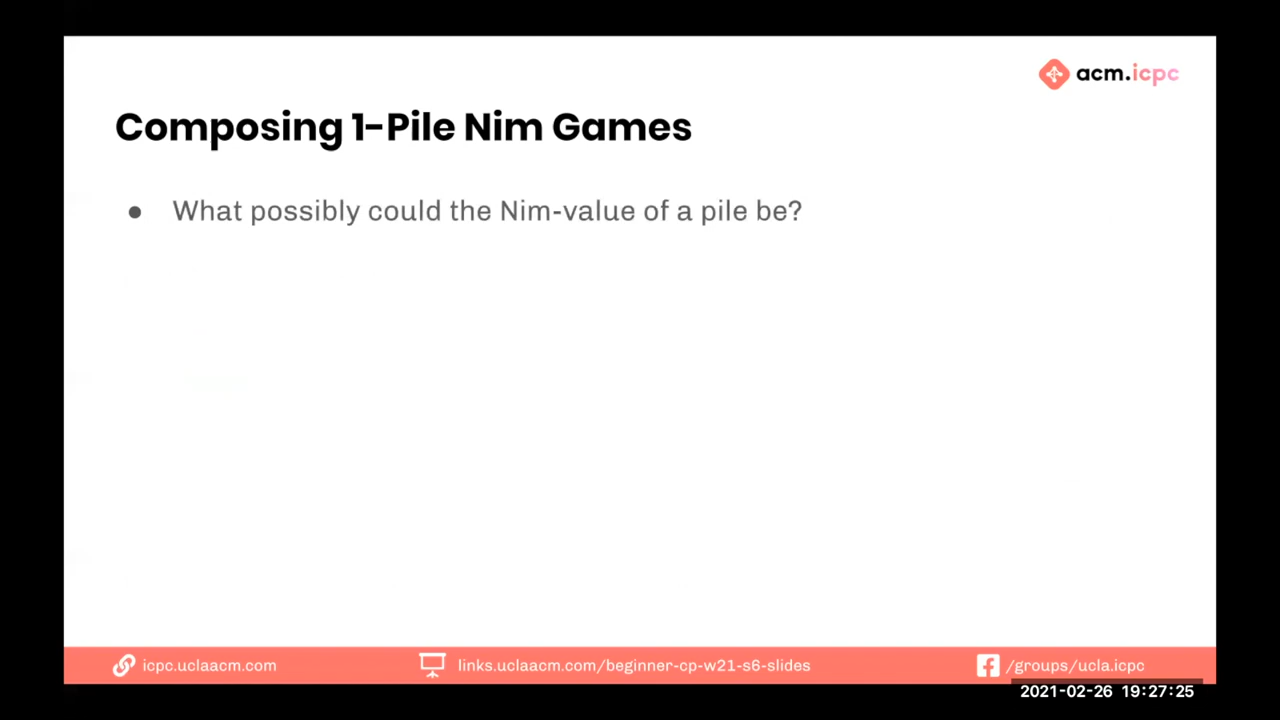 acm.icpc
Composing 1-Pile Nim Games
● What possibly could the Nim-value of a pile be?
icpc.uclaacm.com
links.uclaacm.com/beginner-cp-w21-s6-slides
/groups/ucla.icpc
2021-02-26 19:27:25